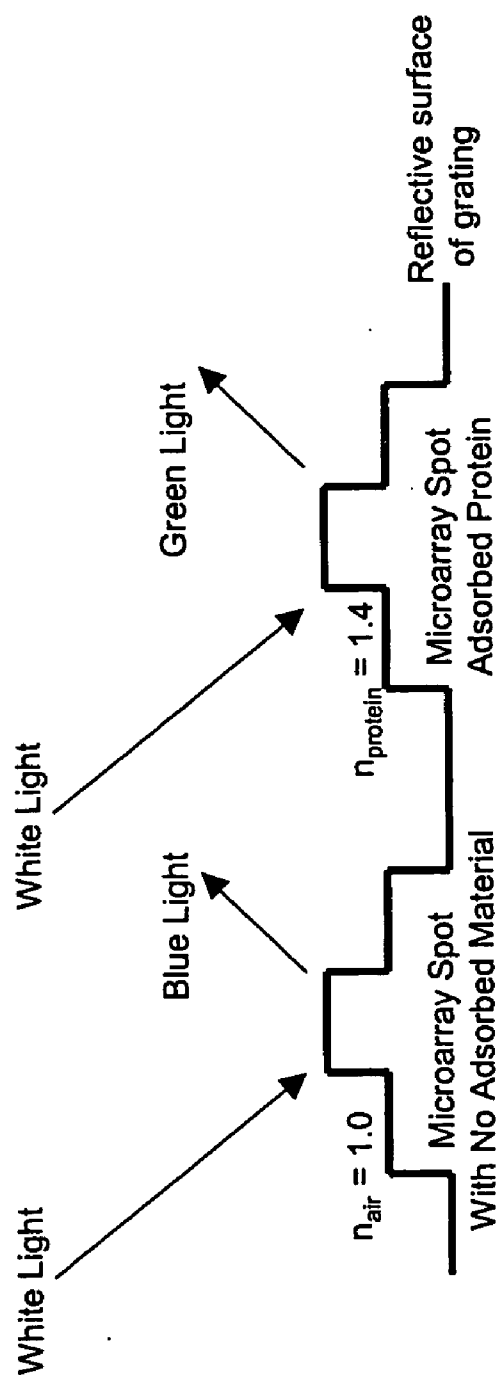 White Light
White Light
Blue Light
Green Light
n_air = 1.0
n_protein = 1.4
Microarray Spot
With No Adsorbed Material
Microarray Spot
Adsorbed Protein
Reflective surface
of grating